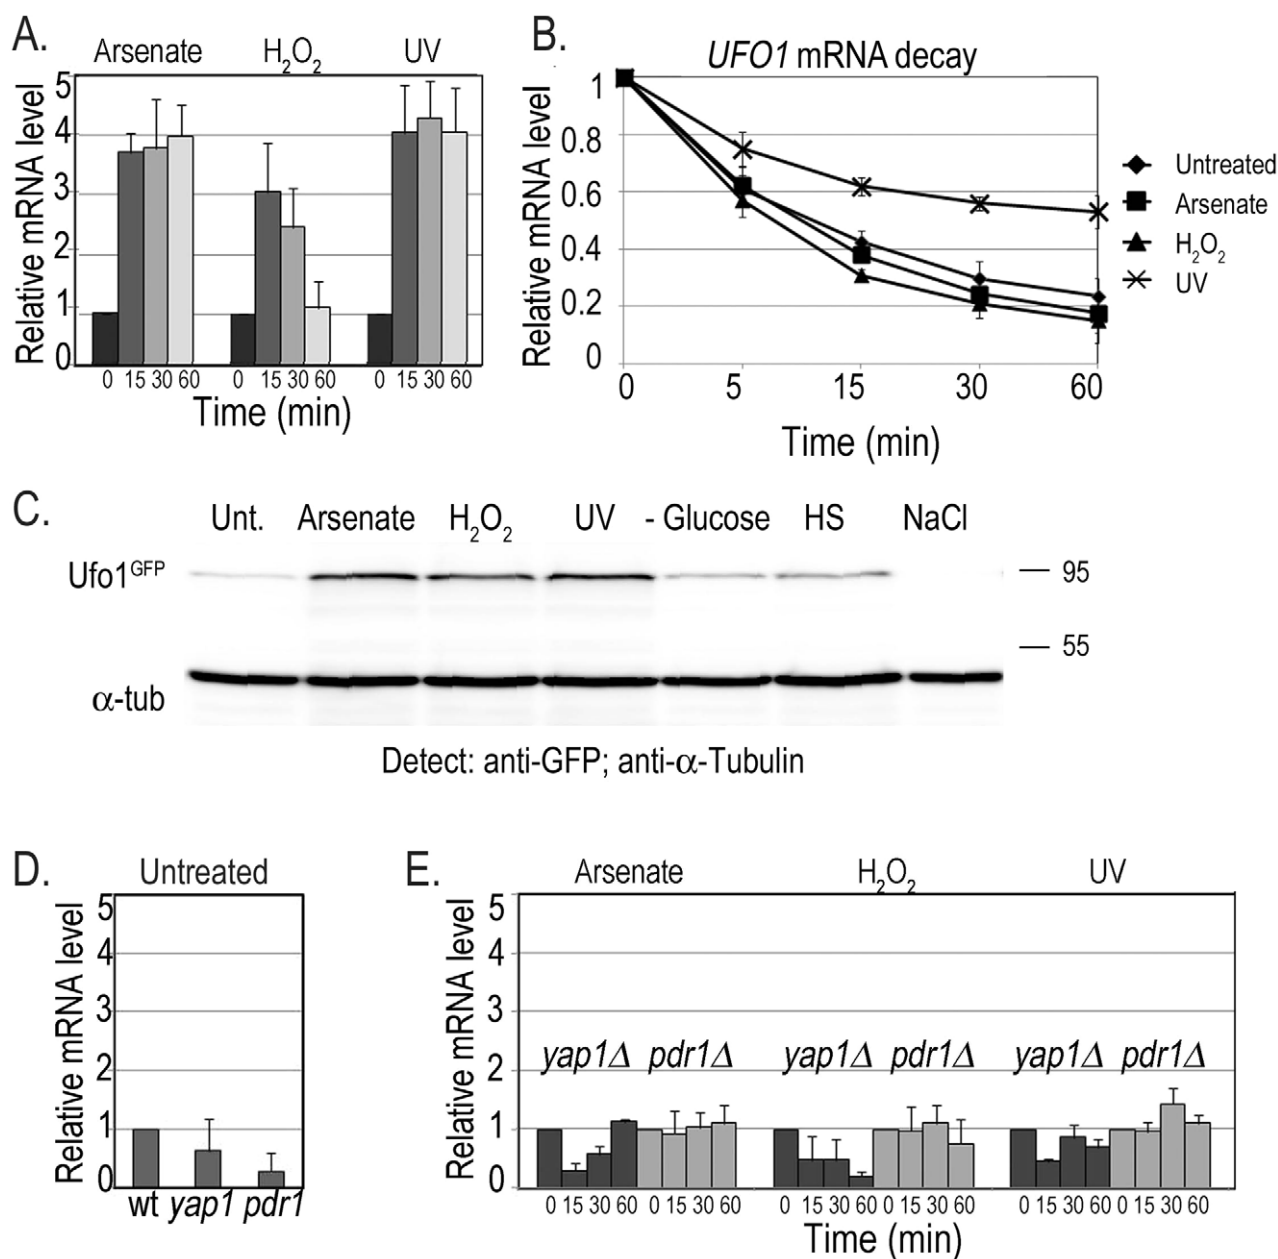 A.
Arsenate H₂O₂ UV
Relative mRNA level
5
4
3
2
1
0
0 15 30 60 0 15 30 60 0 15 30 60
Time (min)
B.
UFO1 mRNA decay
Relative mRNA level
1
0.8
0.6
0.4
0.2
0
0 5 15 30 60
Time (min)
Untreated
Arsenate
H₂O₂
UV
C.
Unt. Arsenate H₂O₂ UV - Glucose HS NaCl
Ufo1ᴳᶠᴾ
95
55
α-tub
Detect: anti-GFP; anti-α-Tubulin
D.
Untreated
Relative mRNA level
5
4
3
2
1
0
wt yap1 pdr1
E.
Arsenate H₂O₂ UV
Relative mRNA level
5
4
3
2
1
0
yap1Δ pdr1Δ yap1Δ pdr1Δ yap1Δ pdr1Δ
0 15 30 60 0 15 30 60 0 15 30 60 0 15 30 60 0 15 30 60 0 15 30 60
Time (min)